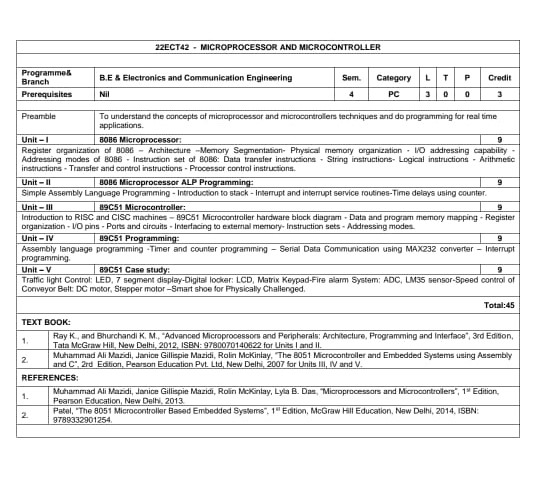 22ECT42 - MICROPROCESSOR AND MICROCONTROLLER
Programme& Branch B.E & Electronics and Communication Engineering Sem. Category L T P Credit
Prerequisites Nil 4 PC 3 0 0 3
Preamble To understand the concepts of microprocessor and microcontrollers techniques and do programming for real time
applications.
Unit – I 8086 Microprocessor: 9
Register organization of 8086 – Architecture –Memory Segmentation- Physical memory organization - I/O addressing capability -
Addressing modes of 8086 - Instruction set of 8086: Data transfer instructions - String instructions- Logical instructions - Arithmetic
instructions - Transfer and control instructions - Processor control instructions.
Unit – II 8086 Microprocessor ALP Programming: 9
Simple Assembly Language Programming - Introduction to stack - Interrupt and interrupt service routines-Time delays using counter.
Unit – III 89C51 Microcontroller: 9
Introduction to RISC and CISC machines – 89C51 Microcontroller hardware block diagram - Data and program memory mapping - Register
organization - I/O pins - Ports and circuits - Interfacing to external memory- Instruction sets - Addressing modes.
Unit – IV 89C51 Programming: 9
Assembly language programming -Timer and counter programming – Serial Data Communication using MAX232 converter – Interrupt
programming.
Unit – V 89C51 Case study: 9
Traffic light Control: LED, 7 segment display-Digital locker: LCD, Matrix Keypad-Fire alarm System: ADC, LM35 sensor-Speed control of
Conveyor Belt: DC motor, Stepper motor –Smart shoe for Physically Challenged.
Total:45
TEXT BOOK:
1. Ray K., and Bhurchandi K. M., “Advanced Microprocessors and Peripherals: Architecture, Programming and Interface”, 3rd Edition,
Tata McGraw Hill, New Delhi, 2012, ISBN: 9780070140622 for Units I and II.
2. Muhammad Ali Mazidi, Janice Gillispie Mazidi, Rolin McKinlay, “The 8051 Microcontroller and Embedded Systems using Assembly
and C”, 2rd Edition, Pearson Education Pvt. Ltd, New Delhi, 2007 for Units III, IV and V.
REFERENCES:
1. Muhammad Ali Mazidi, Janice Gillispie Mazidi, Rolin McKinlay, Lyla B. Das, “Microprocessors and Microcontrollers”, 1st Edition,
Pearson Education, New Delhi, 2013.
2. Patel, “The 8051 Microcontroller Based Embedded Systems”, 1st Edition, McGraw Hill Education, New Delhi, 2014, ISBN:
9789332901254.